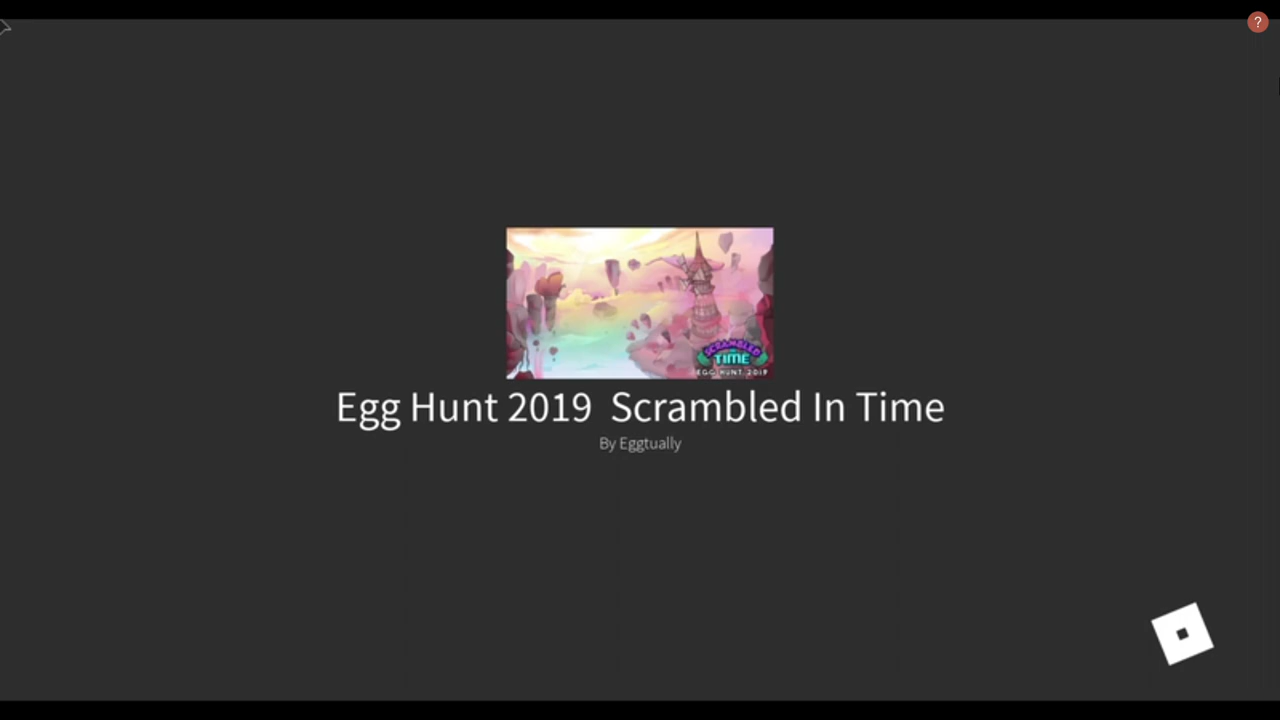 ?
SCRAMBLED
TIME
EGG HUNT 2019
Egg Hunt 2019  Scrambled In Time
By Eggtually